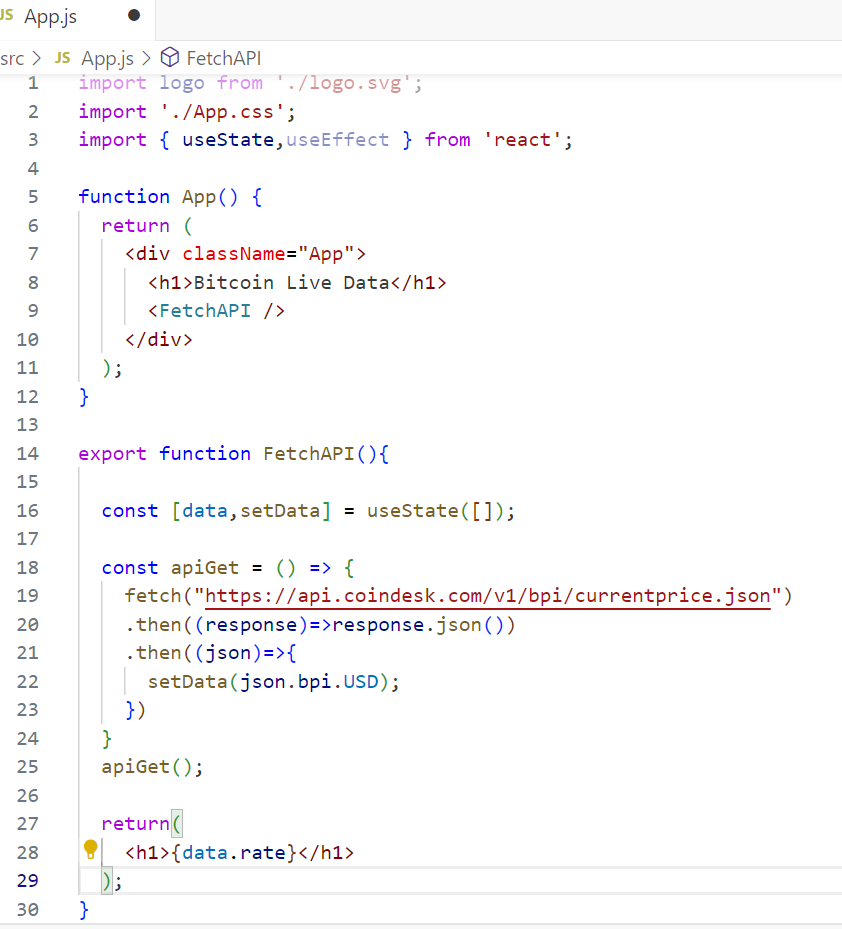 JS App.js
src > JS App.js > FetchAPI
1 import logo from './logo.svg';
2 import './App.css';
3 import { useState,useEffect } from 'react';
4
5 function App() {
6   return (
7     <div className="App">
8       <h1>Bitcoin Live Data</h1>
9       <FetchAPI />
10     </div>
11   );
12 }
13
14 export function FetchAPI(){
15
16   const [data,setData] = useState([]);
17
18   const apiGet = () => {
19     fetch("https://api.coindesk.com/v1/bpi/currentprice.json")
20     .then((response)=>response.json())
21     .then((json)=>{
22       setData(json.bpi.USD);
23     })
24   }
25   apiGet();
26
27   return(
28     <h1>{data.rate}</h1>
29   );
30 }